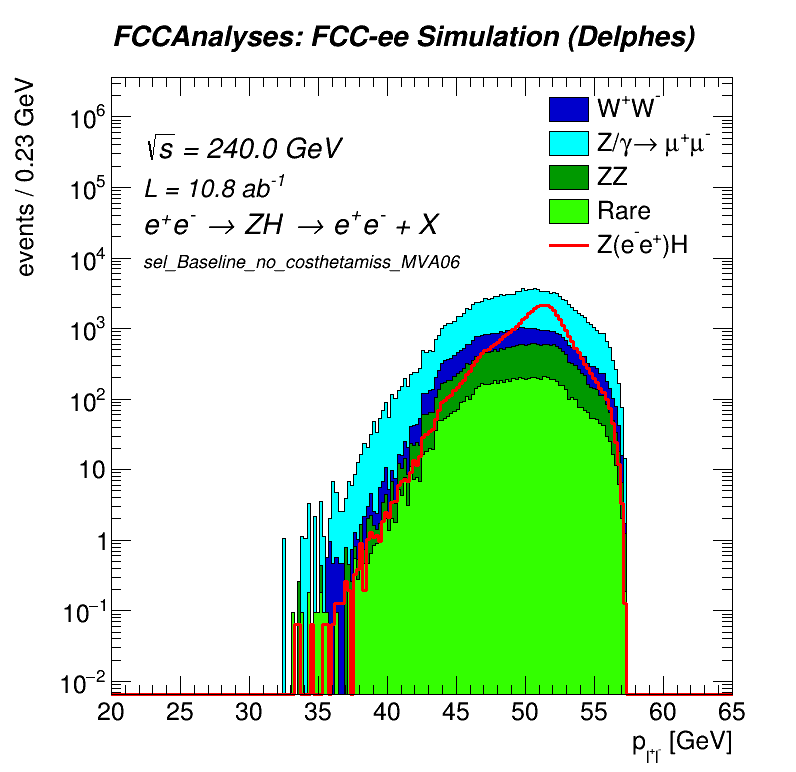 FCCAnalyses: FCC-ee Simulation (Delphes)
events / 0.23 GeV
10⁶
10⁵
10⁴
10³
10²
10
1
10⁻¹
10⁻²
√s = 240.0 GeV
L = 10.8 ab⁻¹
e⁺e⁻ → ZH → e⁺e⁻ + X
sel_Baseline_no_costhetamiss_MVA06
W⁺W⁻
Z/γ→ μ⁺μ⁻
ZZ
Rare
Z(e⁻e⁺)H
20 25 30 35 40 45 50 55 60 65
p_l⁺l⁻ [GeV]